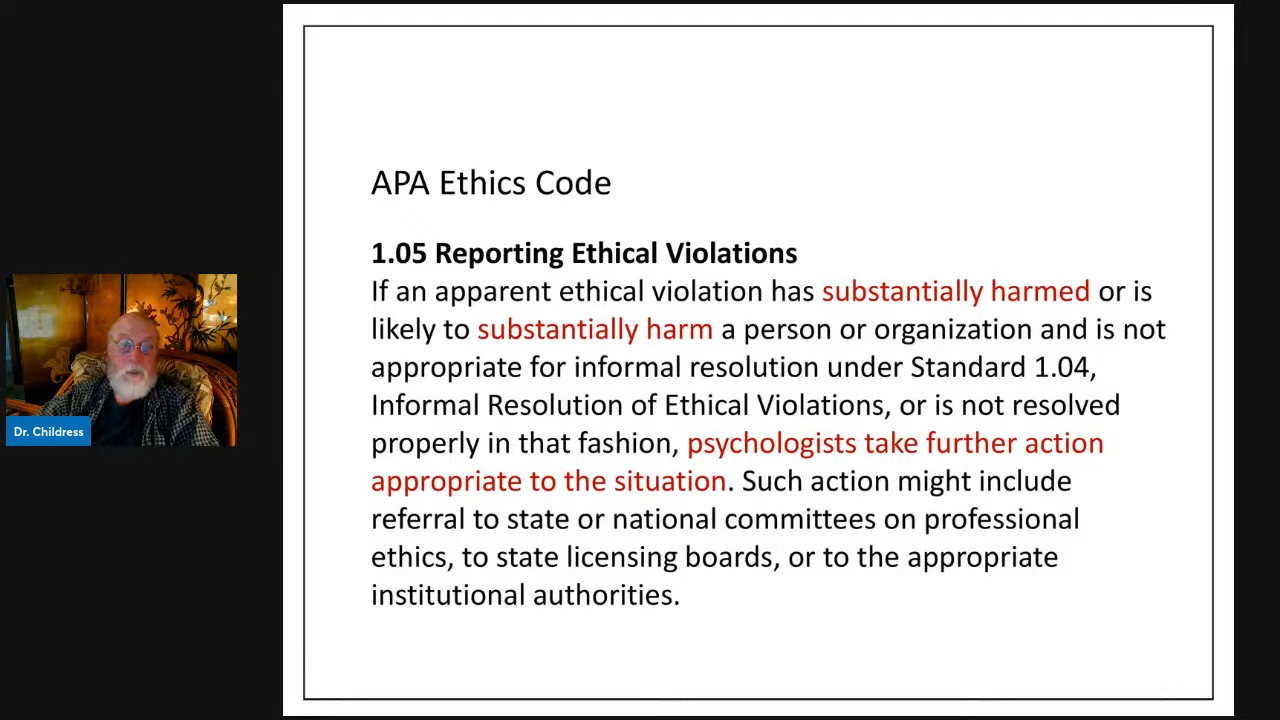 APA Ethics Code
1.05 Reporting Ethical Violations
If an apparent ethical violation has substantially harmed or is
likely to substantially harm a person or organization and is not
appropriate for informal resolution under Standard 1.04,
Informal Resolution of Ethical Violations, or is not resolved
properly in that fashion, psychologists take further action
appropriate to the situation. Such action might include
referral to state or national committees on professional
ethics, to state licensing boards, or to the appropriate
institutional authorities.
Dr. Childress